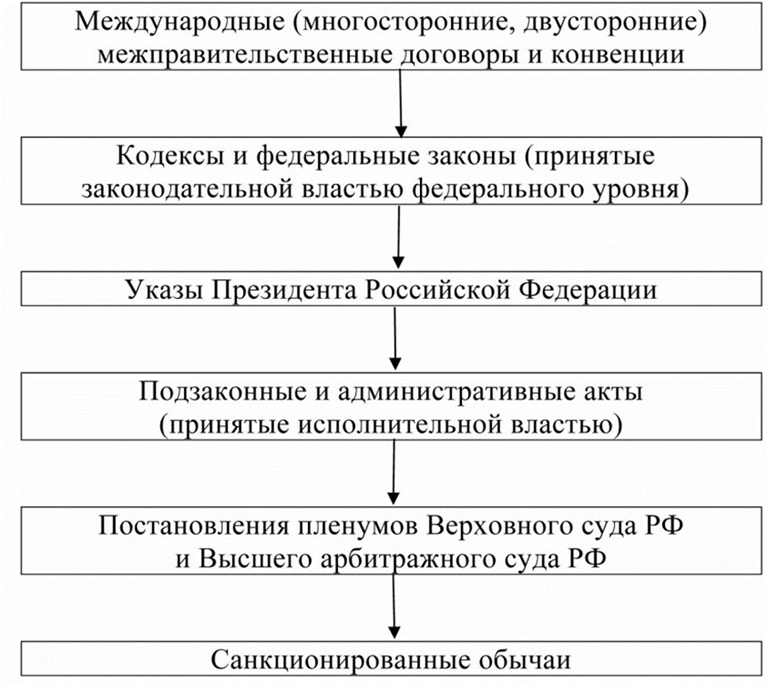 Международные (многосторонние, двусторонние)
межправительственные договоры и конвенции
Кодексы и федеральные законы (принятые
законодательной властью федерального уровня)
Указы Президента Российской Федерации
Подзаконные и административные акты
(принятые исполнительной властью)
Постановления пленумов Верховного суда РФ
и Высшего арбитражного суда РФ
Санкционированные обычаи